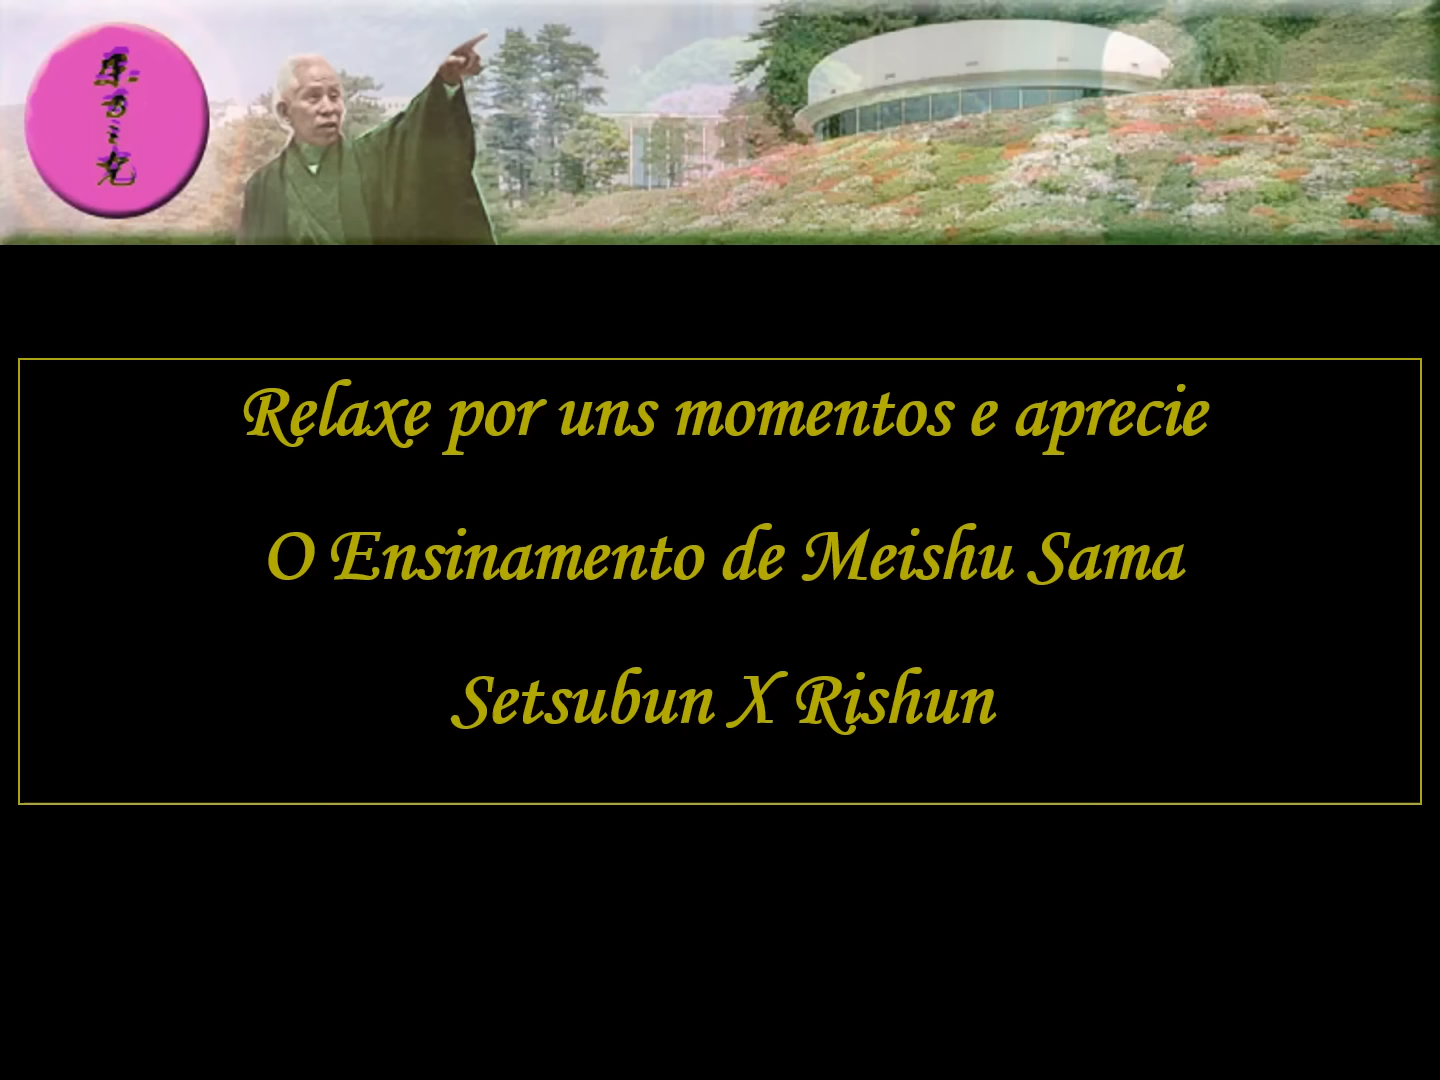 Relaxe por uns momentos e aprecie
O Ensinamento de Meishu Sama
Setsubun X Rishun